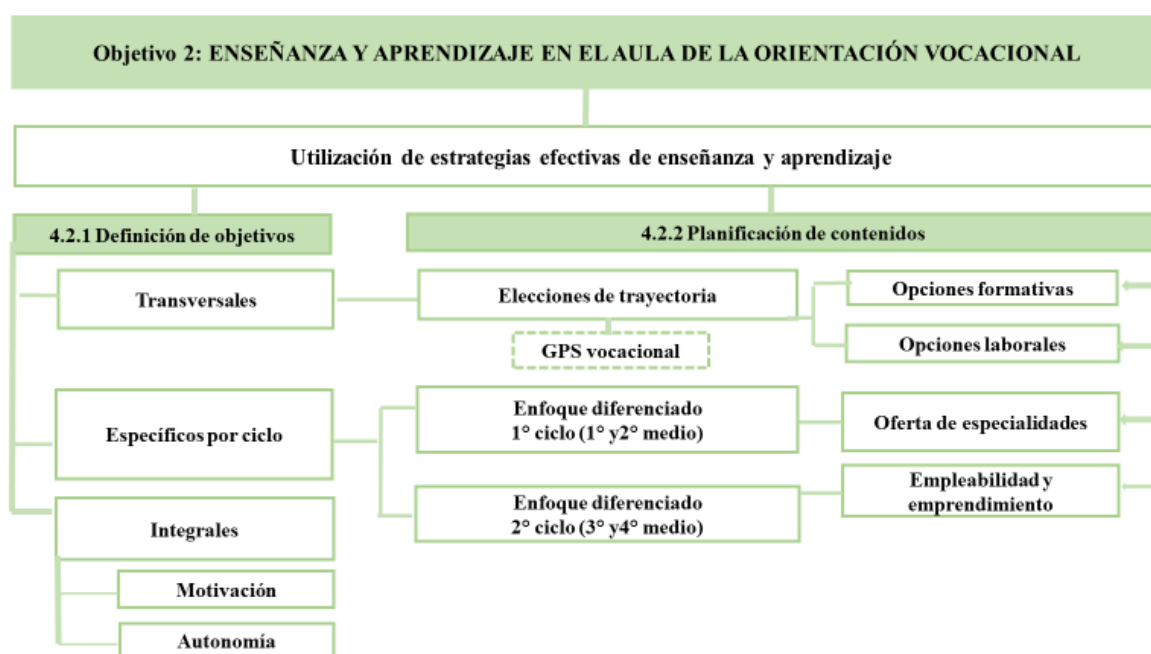 Objetivo 2: ENSEÑANZA Y APRENDIZAJE EN EL AULA DE LA ORIENTACIÓN VOCACIONAL
Utilización de estrategias efectivas de enseñanza y aprendizaje
4.2.1 Definición de objetivos
4.2.2 Planificación de contenidos
Transversales
Elecciones de trayectoria
Opciones formativas
GPS vocacional
Opciones laborales
Específicos por ciclo
Enfoque diferenciado
1° ciclo (1° y2° medio)
Oferta de especialidades
Integrales
Enfoque diferenciado
2° ciclo (3° y4° medio)
Empleabilidad y
emprendimiento
Motivación
Autonomía